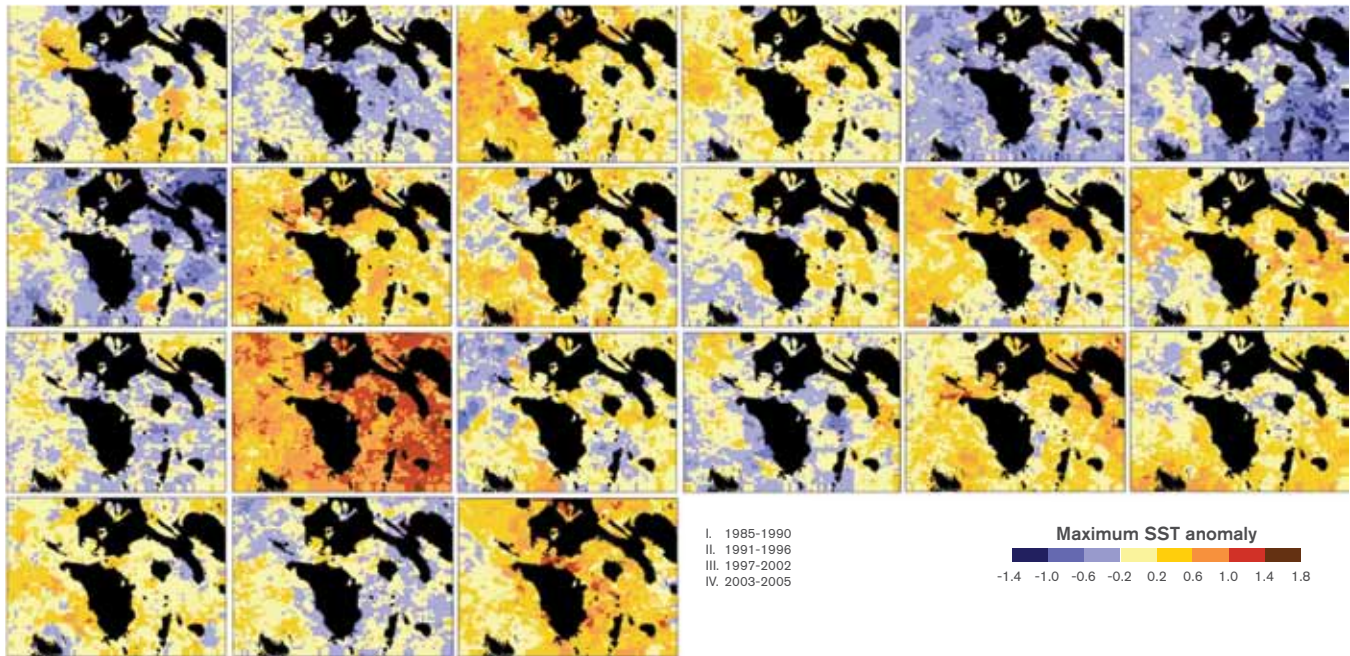 I. 1985-1990
II. 1991-1996
III. 1997-2002
IV. 2003-2005
Maximum SST anomaly
-1.4 -1.0 -0.6 -0.2 0.2 0.6 1.0 1.4 1.8